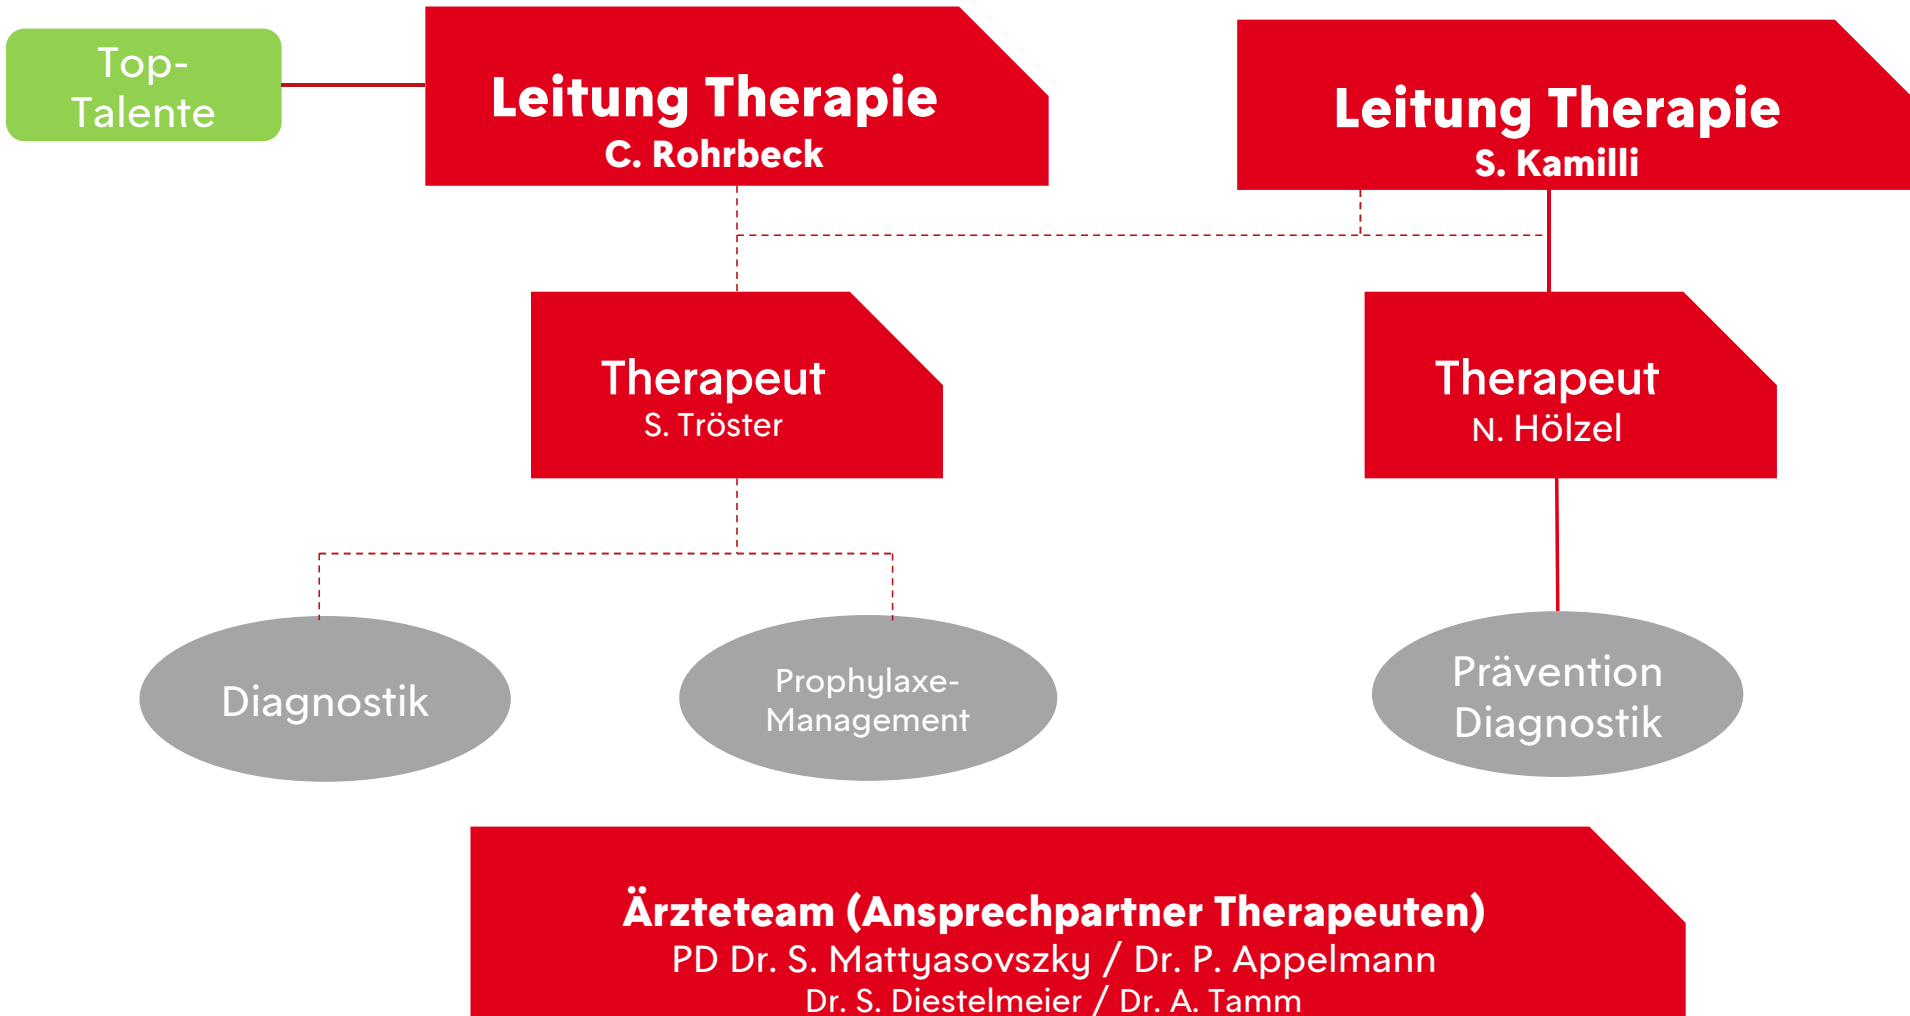 Top-
Talente
Leitung Therapie
C. Rohrbeck
Leitung Therapie
S. Kamilli
Therapeut
S. Tröster
Therapeut
N. Hölzel
Diagnostik
Prophylaxe-
Management
Prävention
Diagnostik
Ärzteteam (Ansprechpartner Therapeuten)
PD Dr. S. Mattyasovszky / Dr. P. Appelmann
Dr. S. Diestelmeier / Dr. A. Tamm